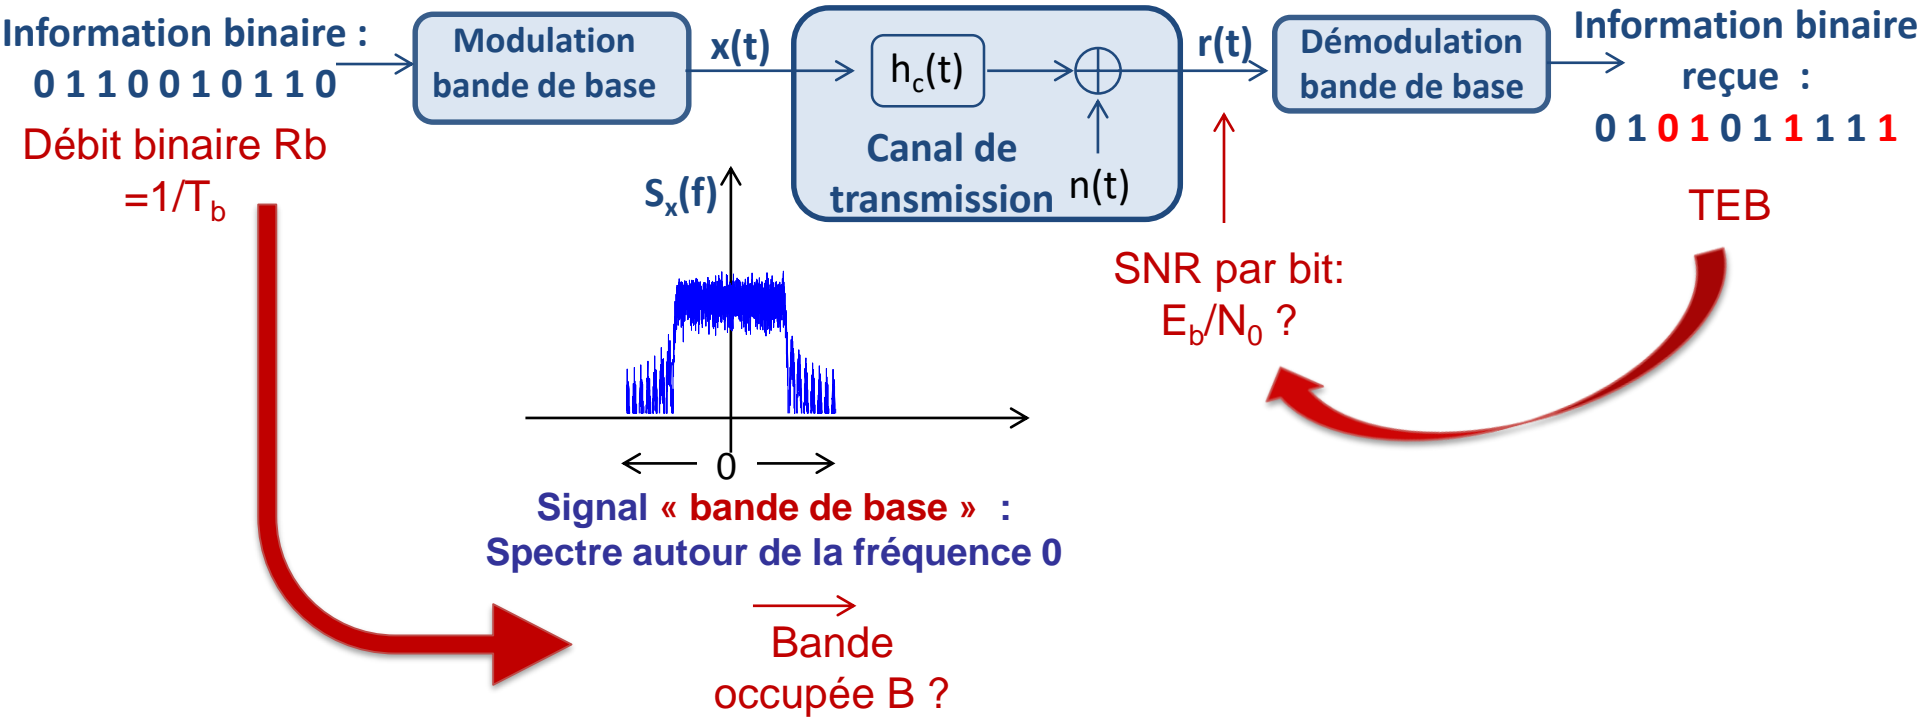 Information binaire :
0 1 1 0 0 1 0 1 1 0
Débit binaire Rb
=1/Tb
Modulation
bande de base
x(t)
hc(t)
Canal de
transmission
n(t)
r(t)
Démodulation
bande de base
Information binaire
reçue :
0 1 0 1 0 1 1 1 1 1
TEB
SNR par bit:
Eb/N0 ?
Sx(f)
0
Signal « bande de base » :
Spectre autour de la fréquence 0
Bande
occupée B ?